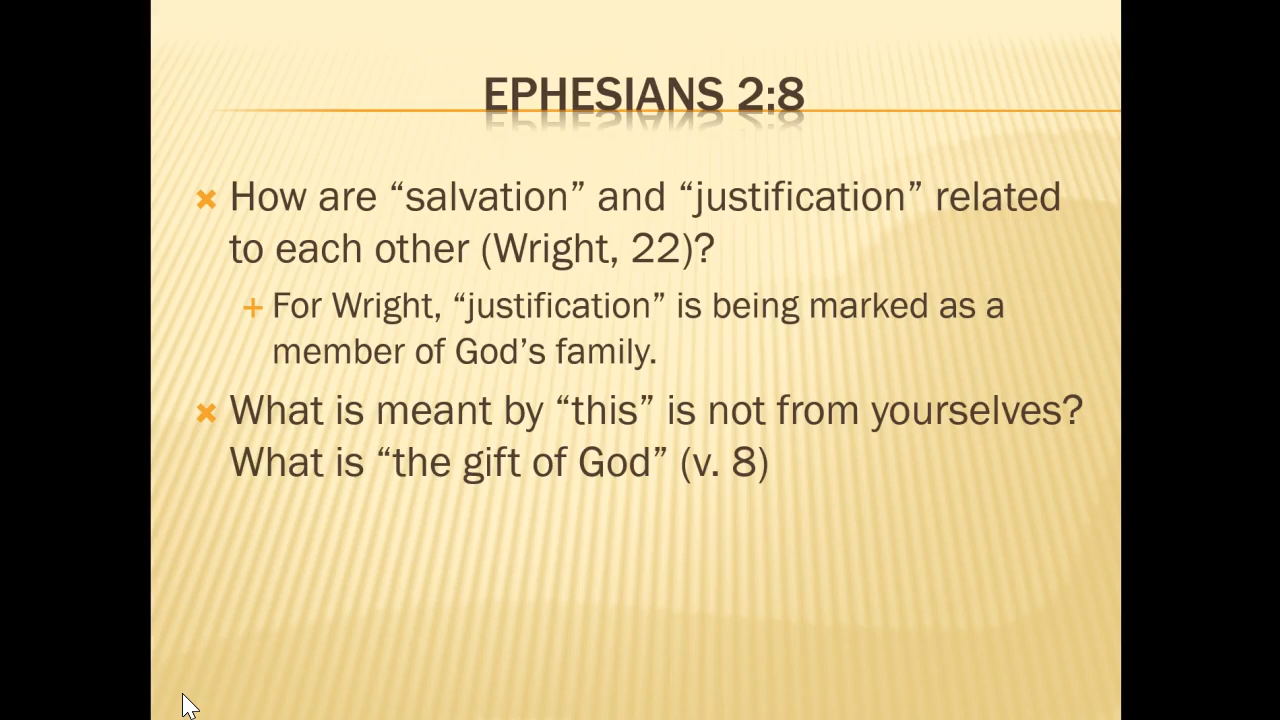 EPHESIANS 2:8
How are “salvation” and “justification” related
to each other (Wright, 22)?
For Wright, “justification” is being marked as a
member of God’s family.
What is meant by “this” is not from yourselves?
What is “the gift of God” (v. 8)